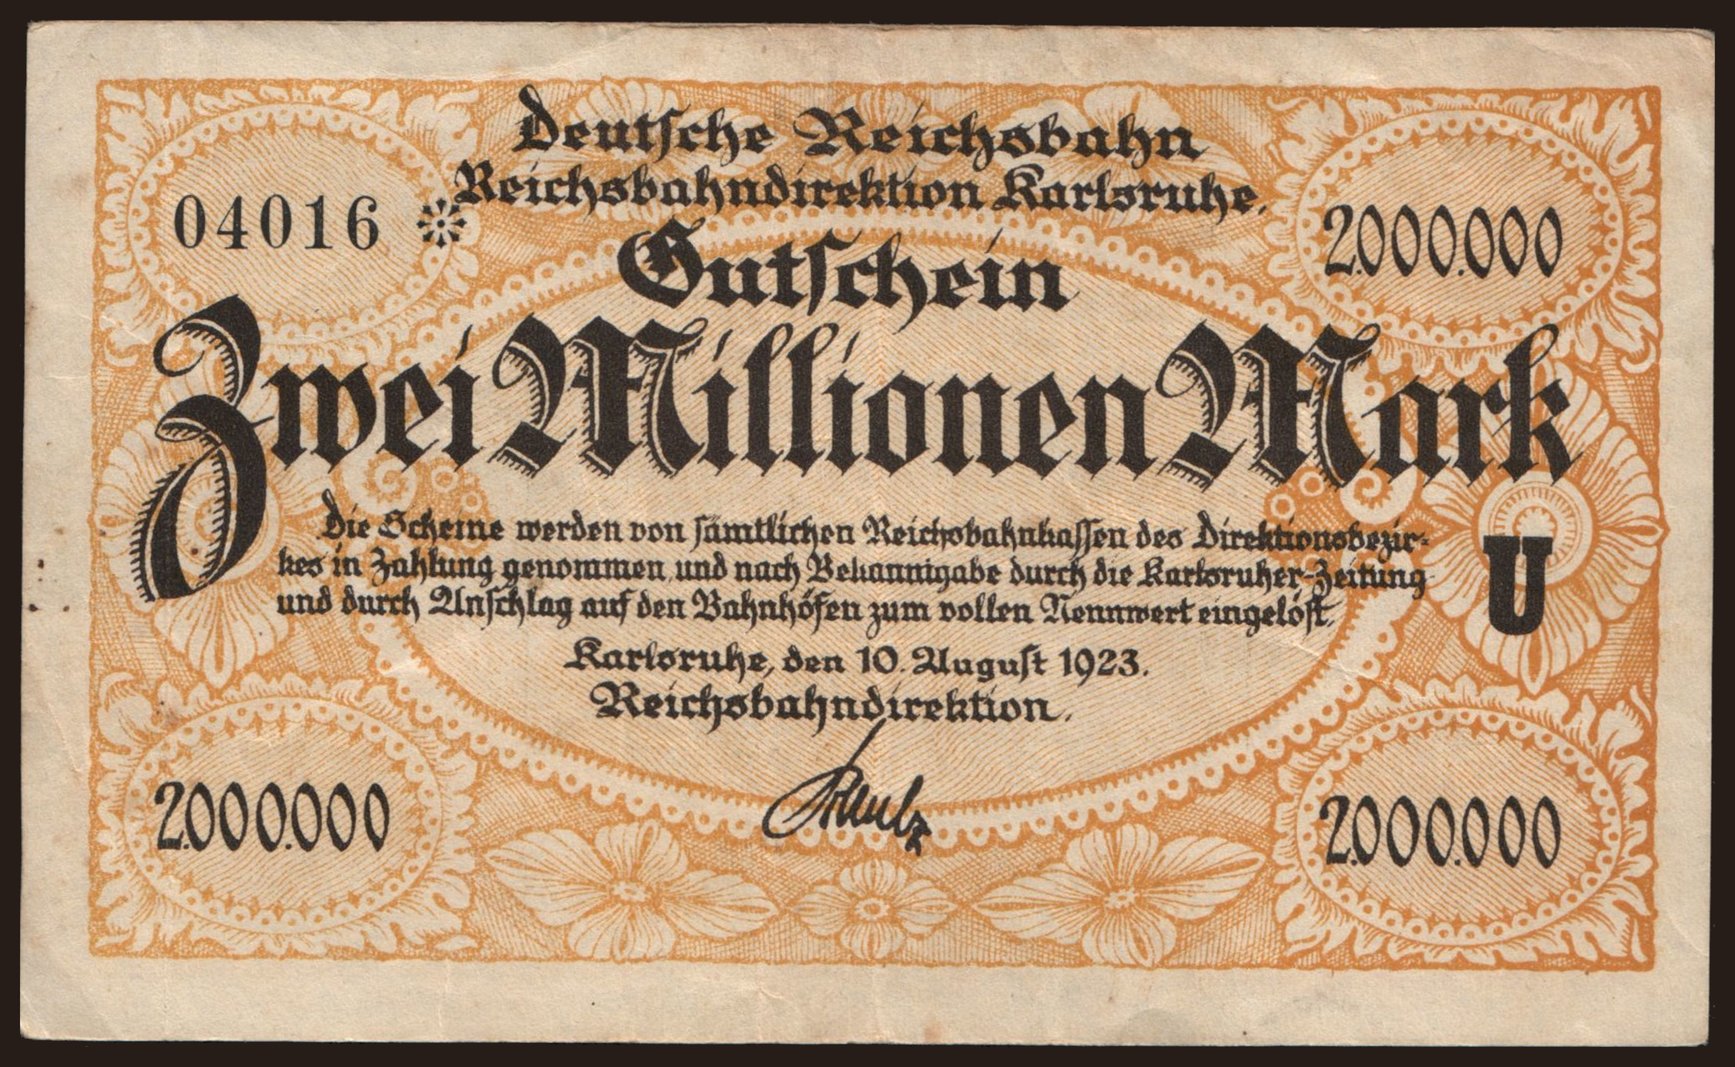 Deutsche Reichsbahn
Reichsbahndirektion Karlsruhe.
04016 *
2.000.000
Gutschein
Zwei Millionen Mark
Die Scheine werden von sämtlichen Reichsbahnkassen des Direktionsbezir-
kes in Zahlung genommen und nach Bekanntgabe durch die Karlsruher-Zeitung
und durch Anschlag auf den Bahnhöfen zum vollen Nennwert eingelöst.
U
Karlsruhe, den 10. August 1923.
Reichsbahndirektion.
2.000.000
2.000.000